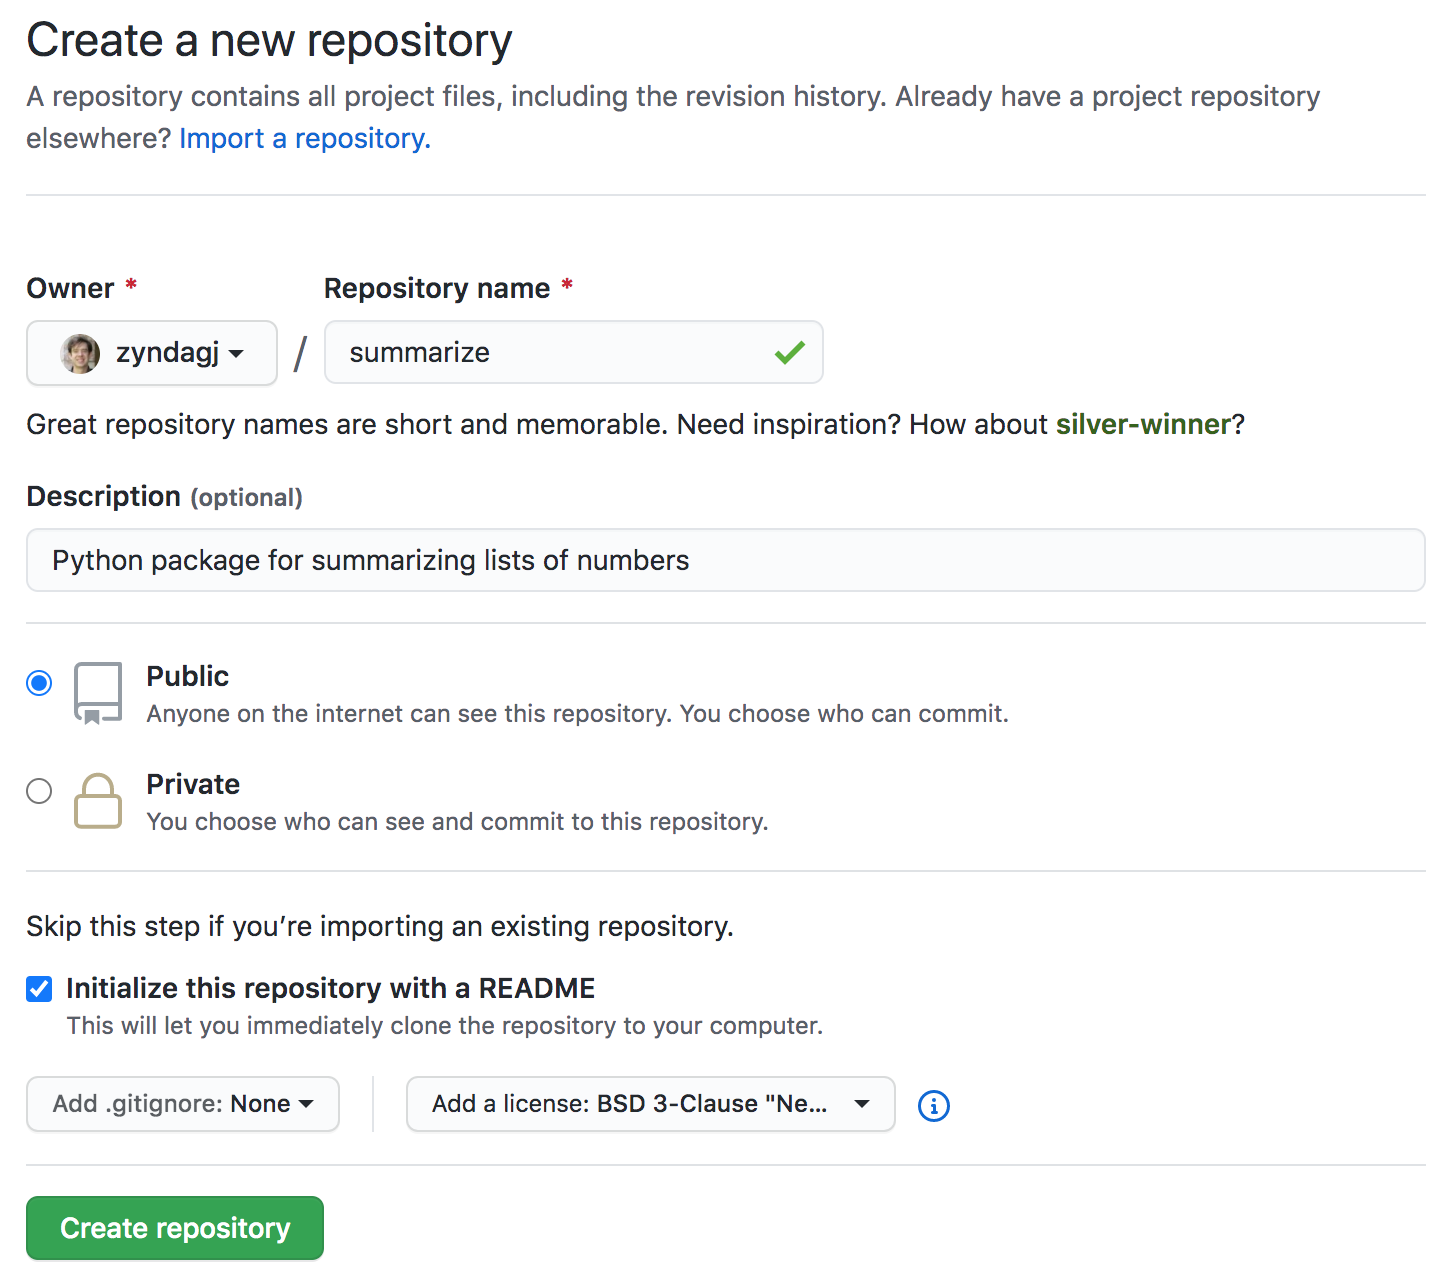 Create a new repository
A repository contains all project files, including the revision history. Already have a project repository
elsewhere? Import a repository.
Owner * Repository name *
zyndagj / summarize
Great repository names are short and memorable. Need inspiration? How about silver-winner?
Description (optional)
Python package for summarizing lists of numbers
Public
Anyone on the internet can see this repository. You choose who can commit.
Private
You choose who can see and commit to this repository.
Skip this step if you’re importing an existing repository.
Initialize this repository with a README
This will let you immediately clone the repository to your computer.
Add .gitignore: None Add a license: BSD 3-Clause "Ne...
Create repository